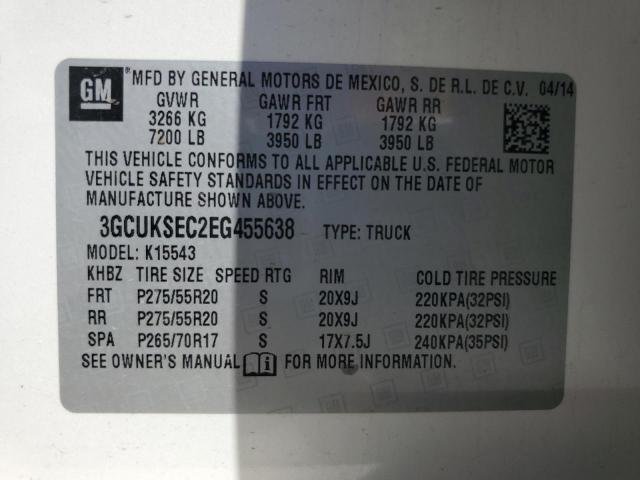 GM ® MFD BY GENERAL MOTORS DE MEXICO, S. DE R.L. DE C.V. 04/14
GVWR GAWR FRT GAWR RR
3266 KG 1792 KG 1792 KG
7200 LB 3950 LB 3950 LB
THIS VEHICLE CONFORMS TO ALL APPLICABLE U.S. FEDERAL MOTOR
VEHICLE SAFETY STANDARDS IN EFFECT ON THE DATE OF
MANUFACTURE SHOWN ABOVE.
3GCUKSEC2EG455638 TYPE: TRUCK
MODEL: K15543
KHBZ TIRE SIZE SPEED RTG RIM COLD TIRE PRESSURE
FRT P275/55R20 S 20X9J 220KPA(32PSI)
RR P275/55R20 S 20X9J 220KPA(32PSI)
SPA P265/70R17 S 17X7.5J 240KPA(35PSI)
SEE OWNER'S MANUAL FOR MORE INFORMATION.